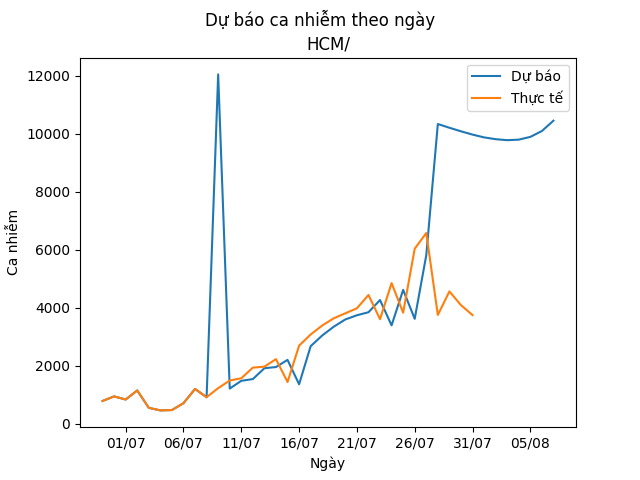 Dự báo ca nhiễm theo ngày
HCM/
Dự báo
Thực tế
12000
10000
8000
6000
4000
2000
0
Ca nhiễm
01/07
06/07
11/07
16/07
21/07
26/07
31/07
05/08
Ngày